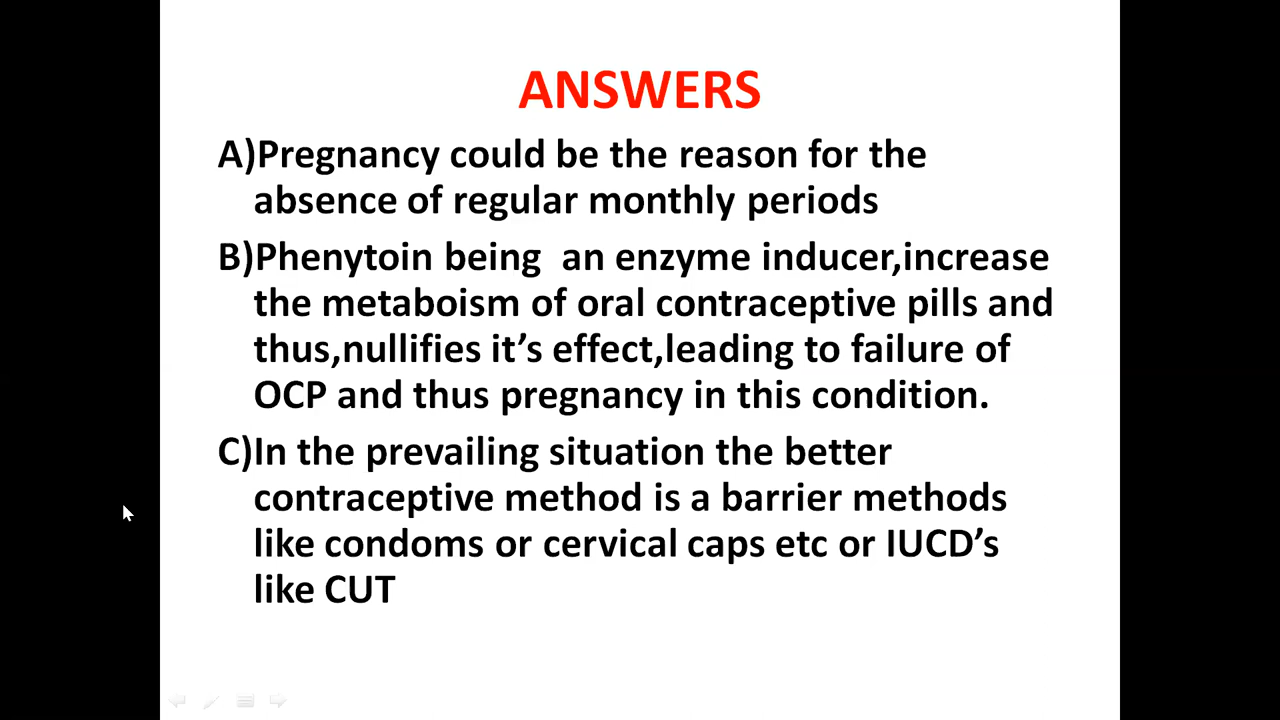 ANSWERS
A)Pregnancy could be the reason for the
absence of regular monthly periods
B)Phenytoin being  an enzyme inducer,increase
the metaboism of oral contraceptive pills and
thus,nullifies it’s effect,leading to failure of
OCP and thus pregnancy in this condition.
C)In the prevailing situation the better
contraceptive method is a barrier methods
like condoms or cervical caps etc or IUCD’s
like CUT